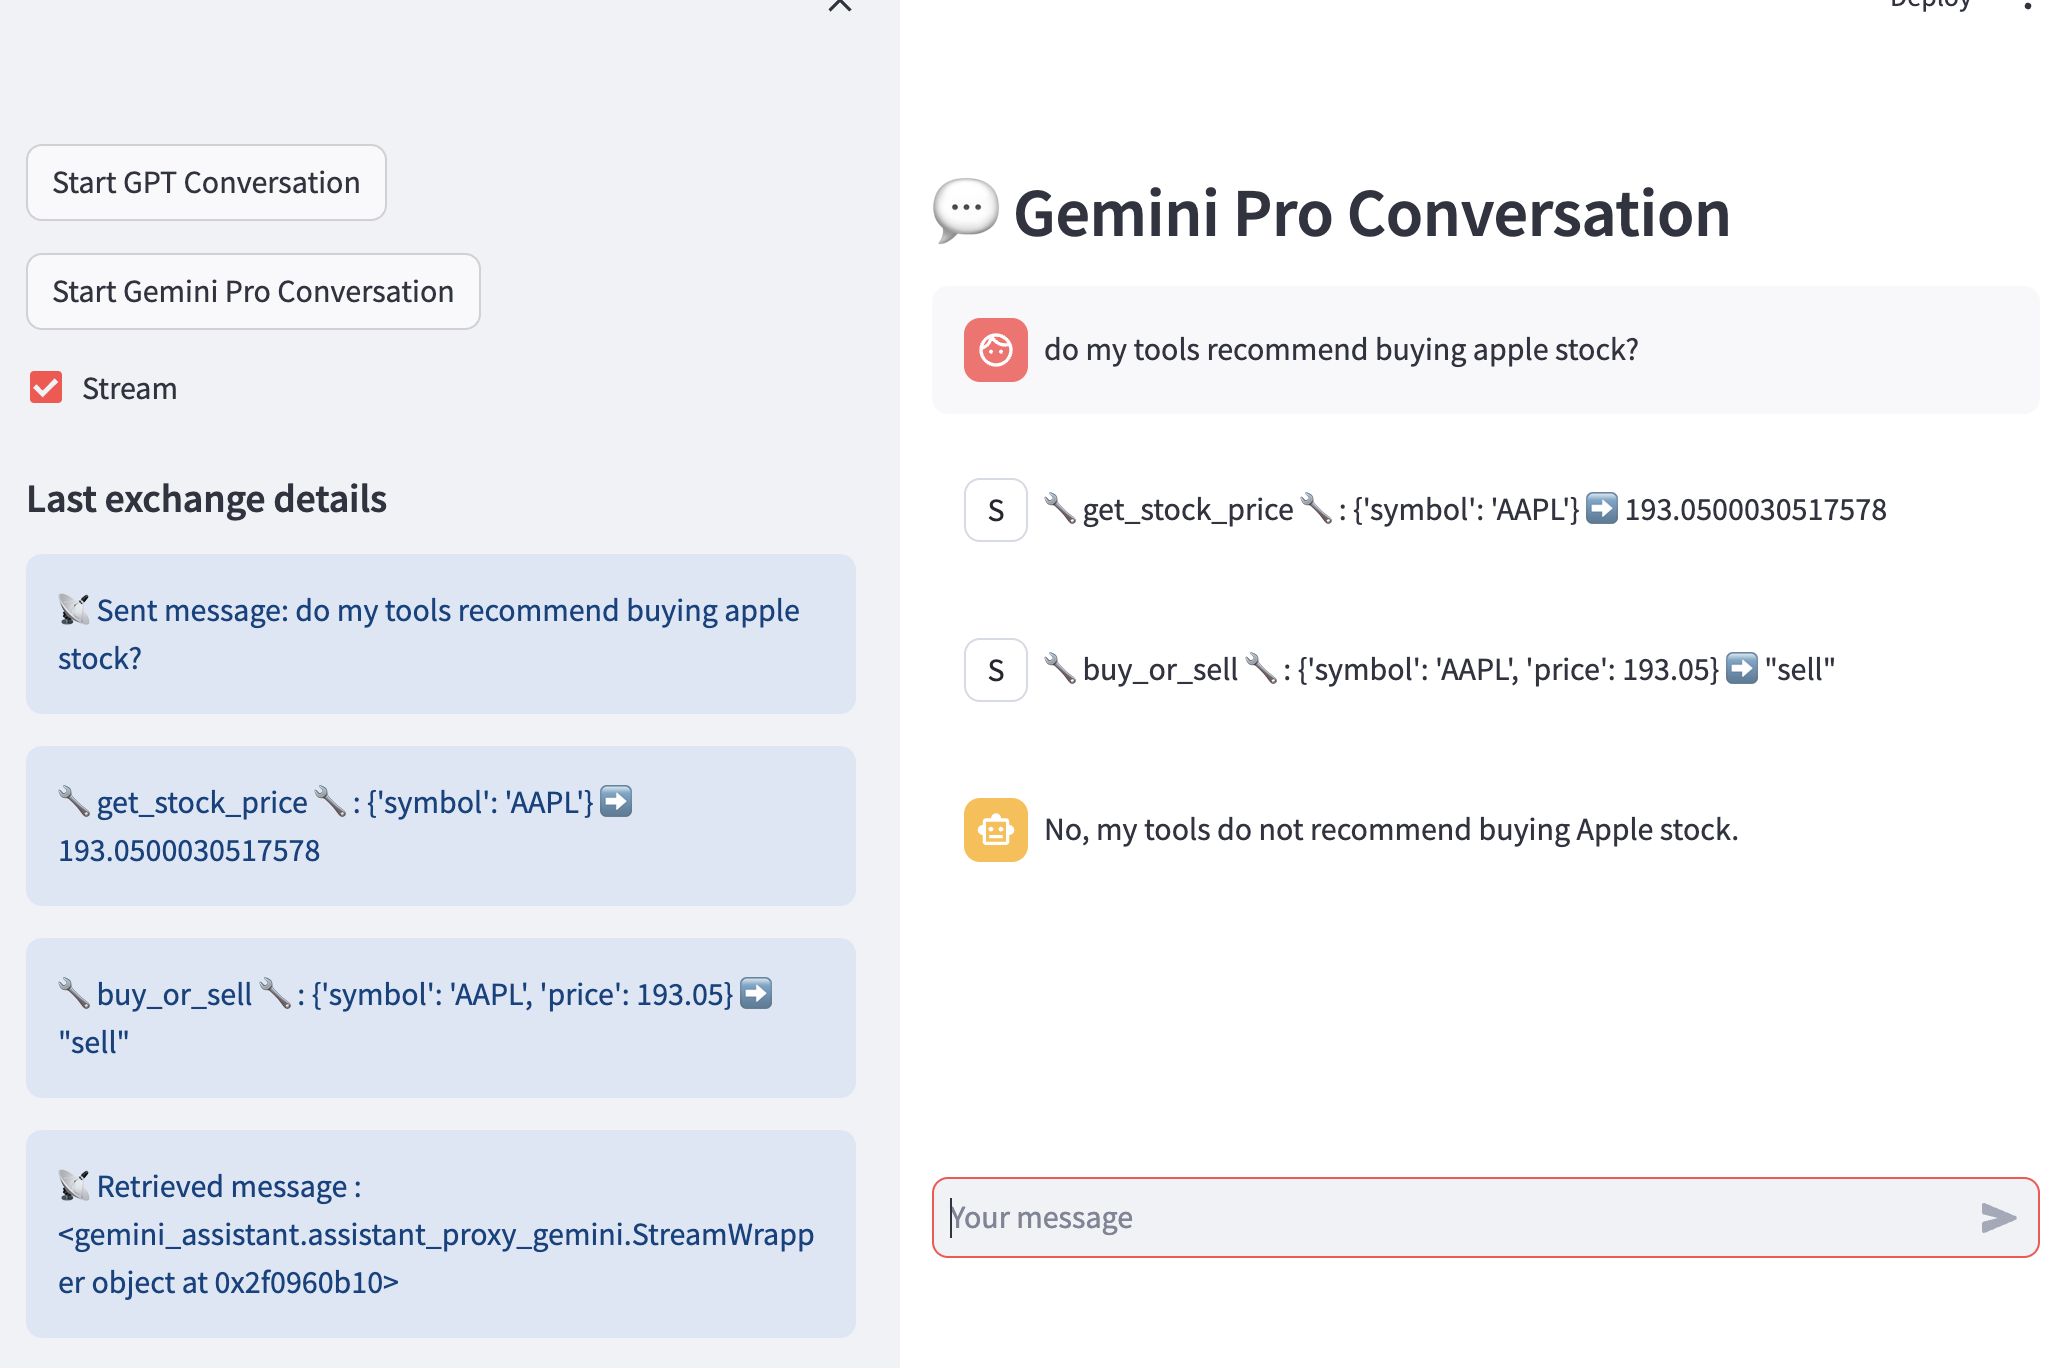 Deploy
Start GPT Conversation
Start Gemini Pro Conversation
Stream
Last exchange details
📡 Sent message: do my tools recommend buying apple
stock?
🔧 get_stock_price 🔧 : {'symbol': 'AAPL'} ➡️
193.0500030517578
🔧 buy_or_sell 🔧 : {'symbol': 'AAPL', 'price': 193.05} ➡️
"sell"
📡 Retrieved message :
<gemini_assistant.assistant_proxy_gemini.StreamWrapp
er object at 0x2f0960b10>
💬 Gemini Pro Conversation
do my tools recommend buying apple stock?
S
🔧 get_stock_price 🔧 : {'symbol': 'AAPL'} ➡️ 193.0500030517578
S
🔧 buy_or_sell 🔧 : {'symbol': 'AAPL', 'price': 193.05} ➡️ "sell"
No, my tools do not recommend buying Apple stock.
Your message